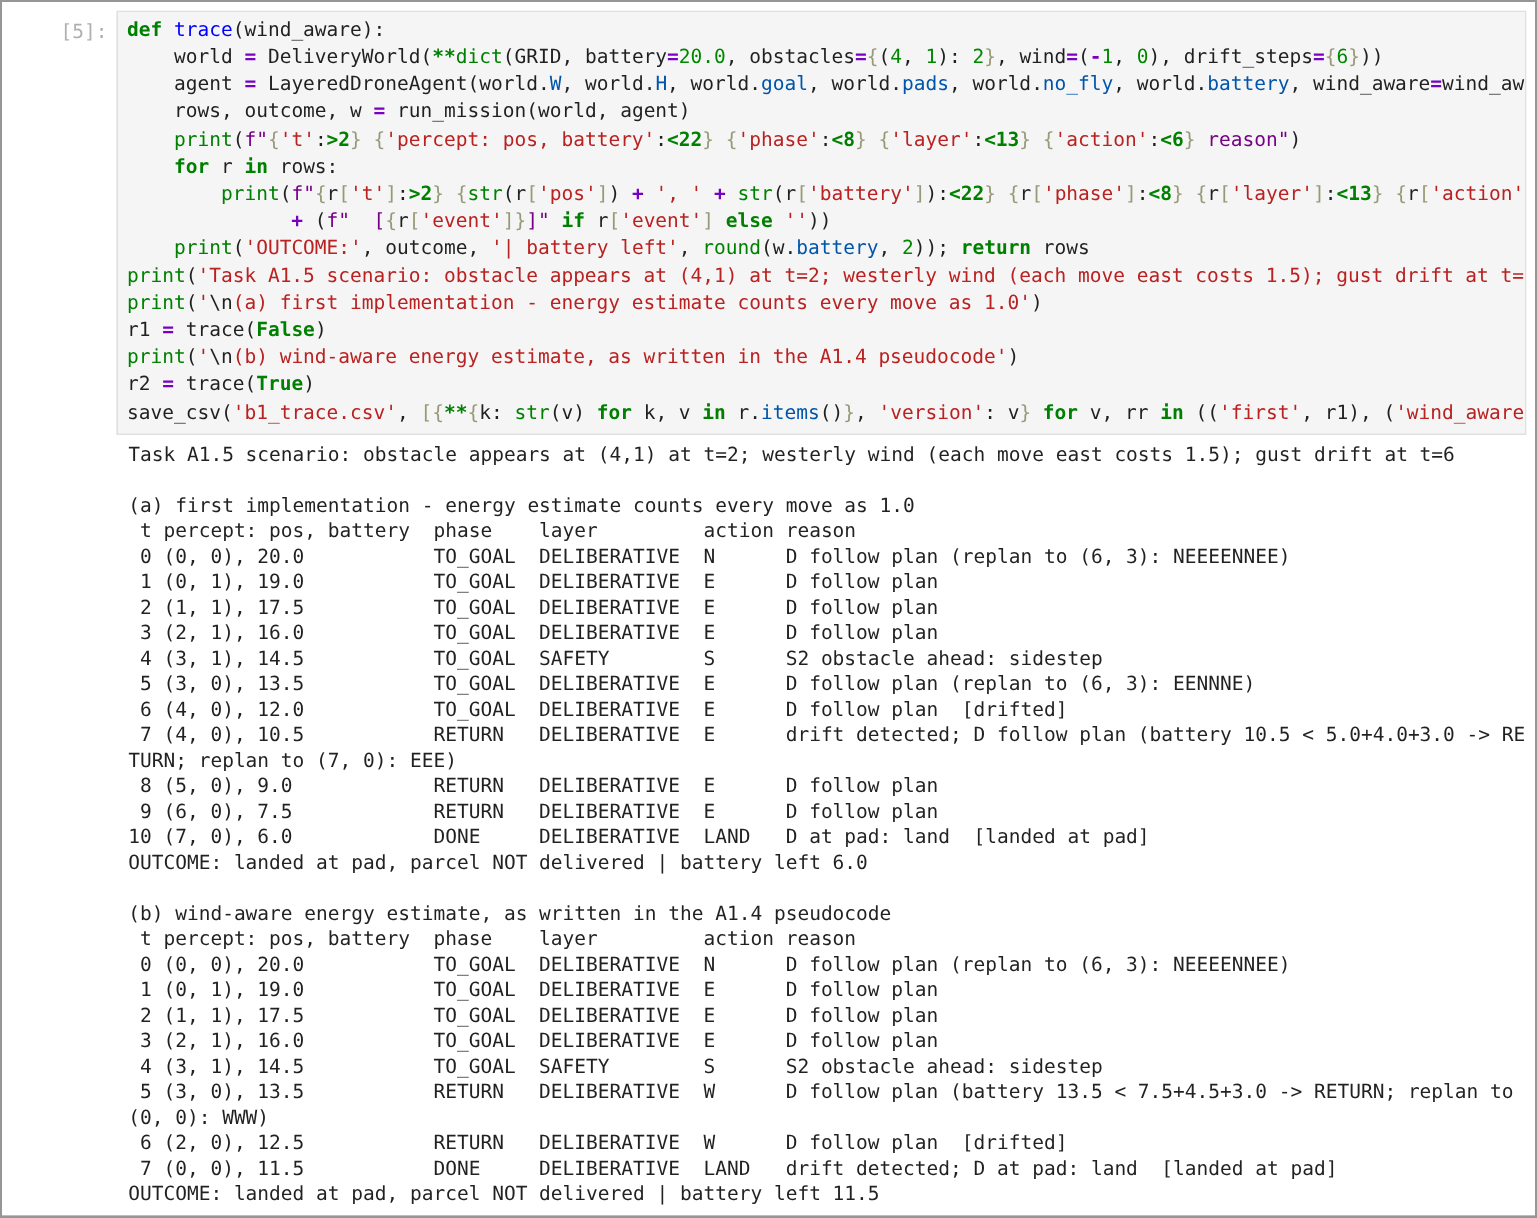 [5]: def trace(wind_aware):
    world = DeliveryWorld(**dict(GRID, battery=20.0, obstacles={(4, 1): 2}, wind=(-1, 0), drift_steps={6}))
    agent = LayeredDroneAgent(world.W, world.H, world.goal, world.pads, world.no_fly, world.battery, wind_aware=wind_aw
    rows, outcome, w = run_mission(world, agent)
    print(f"{'t':>2} {'percept: pos, battery':<22} {'phase':<8} {'layer':<13} {'action':<6} reason")
    for r in rows:
        print(f"{r['t']:>2} {str(r['pos']) + ', ' + str(r['battery']):<22} {r['phase']:<8} {r['layer']:<13} {r['action'
              + (f"  [{r['event']}]" if r['event'] else ''))
    print('OUTCOME:', outcome, '| battery left', round(w.battery, 2)); return rows
print('Task A1.5 scenario: obstacle appears at (4,1) at t=2; westerly wind (each move east costs 1.5); gust drift at t=
print('\n(a) first implementation - energy estimate counts every move as 1.0')
r1 = trace(False)
print('\n(b) wind-aware energy estimate, as written in the A1.4 pseudocode')
r2 = trace(True)
save_csv('b1_trace.csv', [{**{k: str(v) for k, v in r.items()}, 'version': v} for v, rr in (('first', r1), ('wind_aware
Task A1.5 scenario: obstacle appears at (4,1) at t=2; westerly wind (each move east costs 1.5); gust drift at t=6

(a) first implementation - energy estimate counts every move as 1.0
 t percept: pos, battery  phase    layer         action reason
 0 (0, 0), 20.0           TO_GOAL  DELIBERATIVE  N      D follow plan (replan to (6, 3): NEEEENNEE)
 1 (0, 1), 19.0           TO_GOAL  DELIBERATIVE  E      D follow plan
 2 (1, 1), 17.5           TO_GOAL  DELIBERATIVE  E      D follow plan
 3 (2, 1), 16.0           TO_GOAL  DELIBERATIVE  E      D follow plan
 4 (3, 1), 14.5           TO_GOAL  SAFETY        S      S2 obstacle ahead: sidestep
 5 (3, 0), 13.5           TO_GOAL  DELIBERATIVE  E      D follow plan (replan to (6, 3): EENNNE)
 6 (4, 0), 12.0           TO_GOAL  DELIBERATIVE  E      D follow plan  [drifted]
 7 (4, 0), 10.5           RETURN   DELIBERATIVE  E      drift detected; D follow plan (battery 10.5 < 5.0+4.0+3.0 -> RE
TURN; replan to (7, 0): EEE)
 8 (5, 0), 9.0            RETURN   DELIBERATIVE  E      D follow plan
 9 (6, 0), 7.5            RETURN   DELIBERATIVE  E      D follow plan
10 (7, 0), 6.0            DONE     DELIBERATIVE  LAND   D at pad: land  [landed at pad]
OUTCOME: landed at pad, parcel NOT delivered | battery left 6.0

(b) wind-aware energy estimate, as written in the A1.4 pseudocode
 t percept: pos, battery  phase    layer         action reason
 0 (0, 0), 20.0           TO_GOAL  DELIBERATIVE  N      D follow plan (replan to (6, 3): NEEEENNEE)
 1 (0, 1), 19.0           TO_GOAL  DELIBERATIVE  E      D follow plan
 2 (1, 1), 17.5           TO_GOAL  DELIBERATIVE  E      D follow plan
 3 (2, 1), 16.0           TO_GOAL  DELIBERATIVE  E      D follow plan
 4 (3, 1), 14.5           TO_GOAL  SAFETY        S      S2 obstacle ahead: sidestep
 5 (3, 0), 13.5           RETURN   DELIBERATIVE  W      D follow plan (battery 13.5 < 7.5+4.5+3.0 -> RETURN; replan to
(0, 0): WWW)
 6 (2, 0), 12.5           RETURN   DELIBERATIVE  W      D follow plan  [drifted]
 7 (0, 0), 11.5           DONE     DELIBERATIVE  LAND   drift detected; D at pad: land  [landed at pad]
OUTCOME: landed at pad, parcel NOT delivered | battery left 11.5